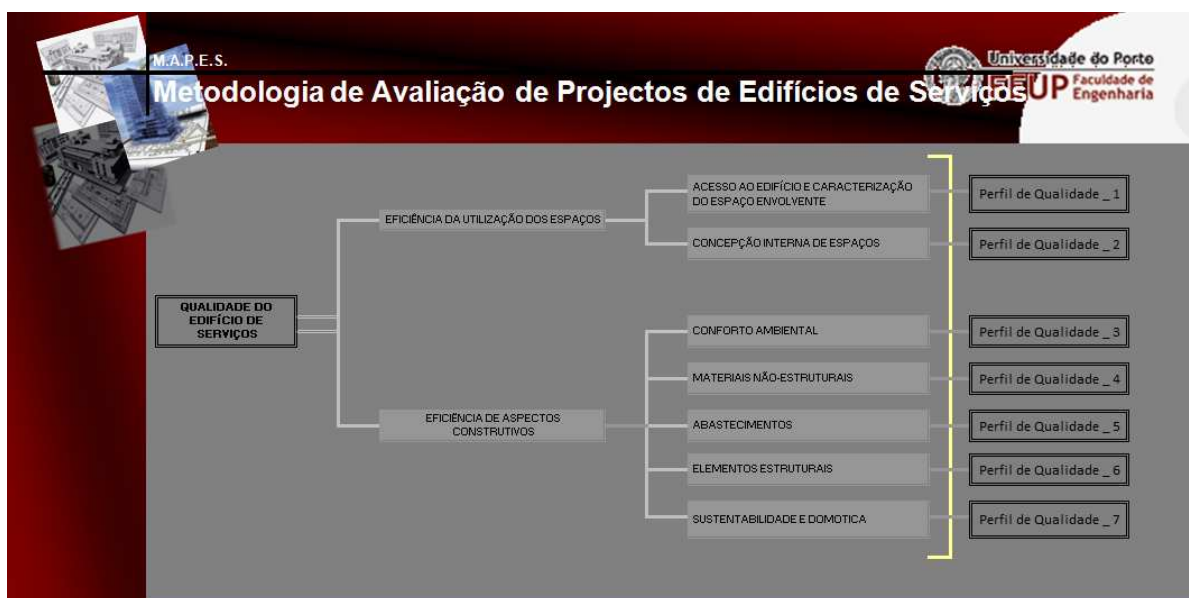 M.A.P.E.S.
Metodologia de Avaliação de Projectos de Edifícios de Serviços
Universidade do Porto
FEUP Faculdade de
Engenharia
ACESSO AO EDIFÍCIO E CARACTERIZAÇÃO
DO ESPAÇO ENVOLVENTE
Perfil de Qualidade _ 1
EFICIÊNCIA DA UTILIZAÇÃO DOS ESPAÇOS
CONCEPÇÃO INTERNA DE ESPAÇOS
Perfil de Qualidade _ 2
QUALIDADE DO
EDIFÍCIO DE
SERVIÇOS
CONFORTO AMBIENTAL
Perfil de Qualidade _ 3
MATERIAIS NÃO-ESTRUTURAIS
Perfil de Qualidade _ 4
EFICIÊNCIA DE ASPECTOS
CONSTRUTIVOS
ABASTECIMENTOS
Perfil de Qualidade _ 5
ELEMENTOS ESTRUTURAIS
Perfil de Qualidade _ 6
SUSTENTABILIDADE E DOMOTICA
Perfil de Qualidade _ 7